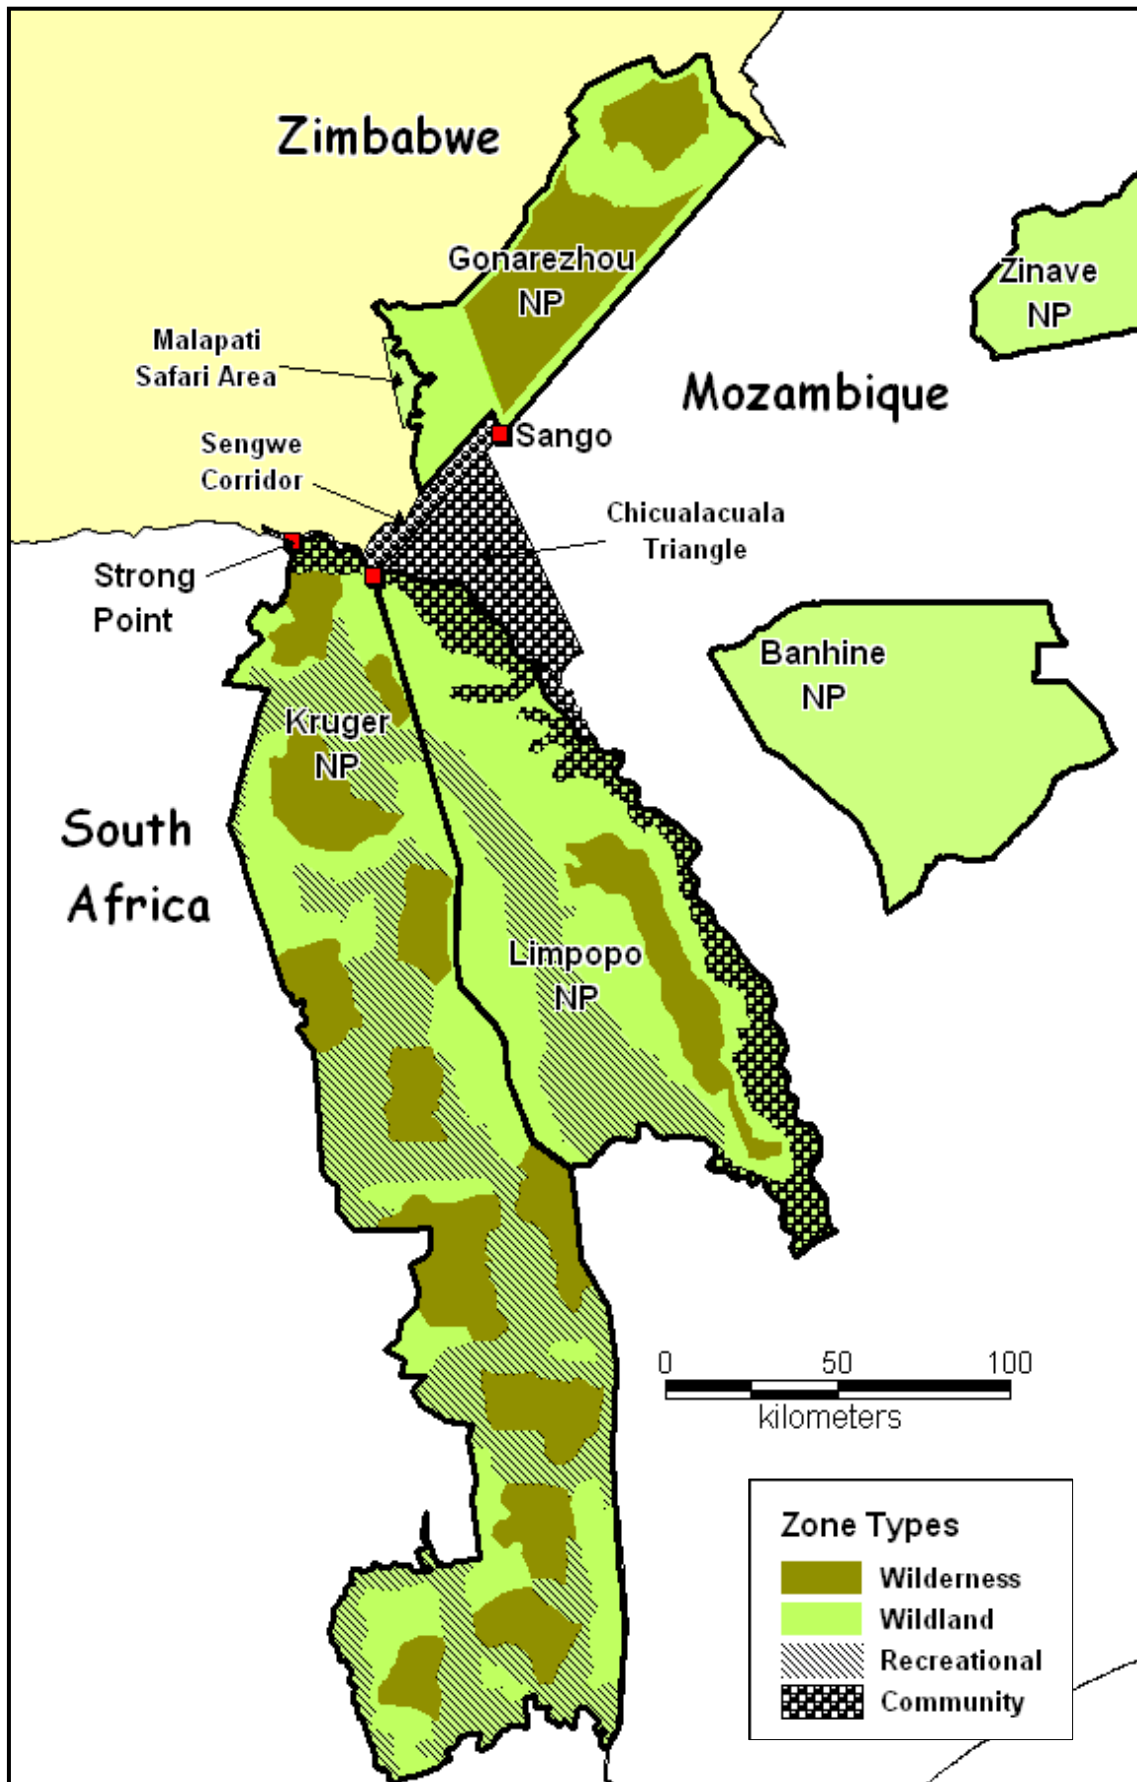 Zimbabwe
Gonarezhou
NP
Zinave
NP
Malapati
Safari Area
Mozambique
Sengwe
Corridor
Sango
Chicualacuala
Triangle
Strong
Point
Banhine
NP
Kruger
NP
South
Africa
Limpopo
NP
0 50 100
kilometers
Zone Types
Wilderness
Wildland
Recreational
Community